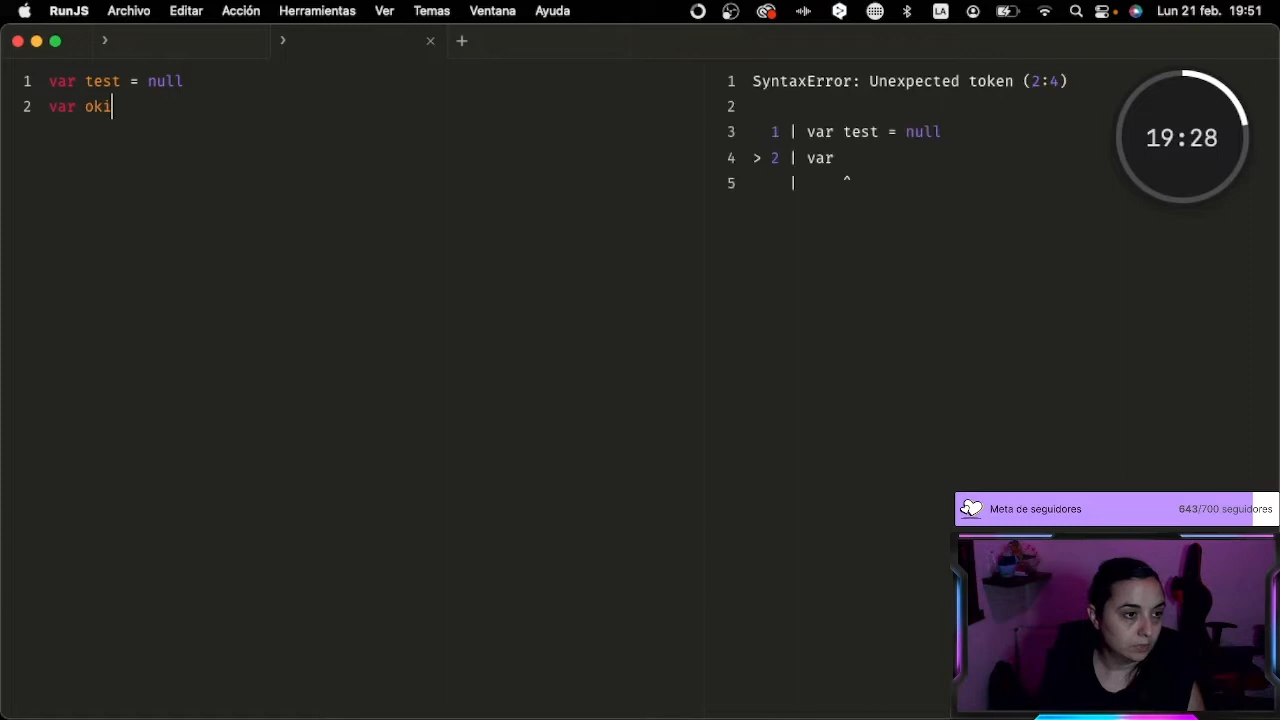 RunJS Archivo Editar Acción Herramientas Ver Temas Ventana Ayuda LA Lun 21 feb. 19:51
1 var test = null
2 var oki
1 SyntaxError: Unexpected token (2:4)
2
3 1 | var test = null
4 > 2 | var
5 | ^
19:28
Meta de seguidores 643/700 seguidores